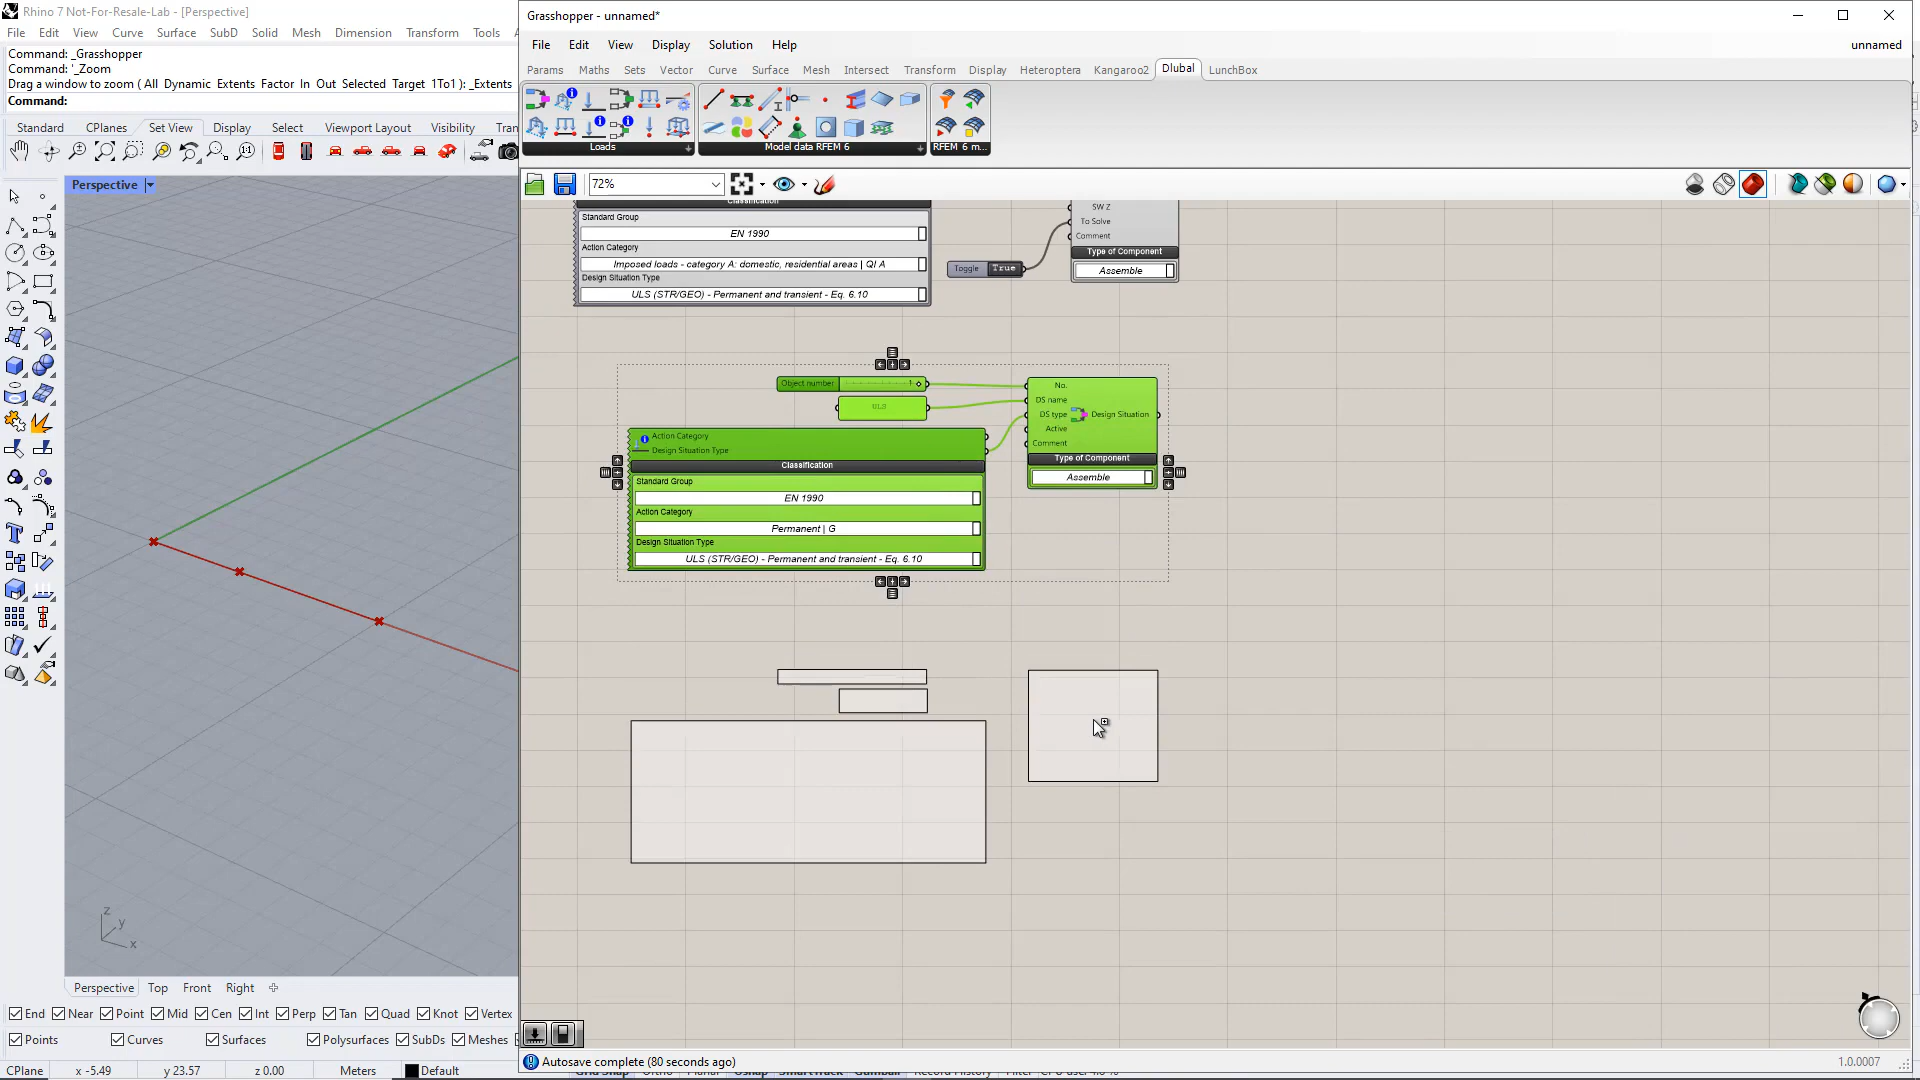 Rhino 7 Not-For-Resale-Lab - [Perspective]
File Edit View Curve Surface SubD Solid Mesh Dimension Transform Tools
Command: _Grasshopper
Command: '_Zoom
Drag a window to zoom ( All Dynamic Extents Factor In Out Selected Target 1To1 ): _Extents
Command:
Standard CPlanes Set View Display Select Viewport Layout Visibility
Perspective
Grasshopper - unnamed*
File Edit View Display Solution Help
unnamed
Params Maths Sets Vector Curve Surface Mesh Intersect Transform Display Heteroptera Kangaroo2 Dlubal LunchBox
Loads
Model data RFEM 6
RFEM 6 m...
72%
Classification
Standard Group
EN 1990
Action Category
Imposed loads - category A: domestic, residential areas | QI A
Design Situation Type
ULS (STR/GEO) - Permanent and transient - Eq. 6.10
Toggle True
SW Z
To Solve
Comment
Type of Component
Assemble
Object number 1
ULS
Action Category
Design Situation Type
Classification
Standard Group
EN 1990
Action Category
Permanent | G
Design Situation Type
ULS (STR/GEO) - Permanent and transient - Eq. 6.10
No.
DS name
DS type Design Situation
Active
Comment
Type of Component
Assemble
z
y
x
Perspective Top Front Right
End Near Point Mid Cen Int Perp Tan Quad Knot Vertex
Points Curves Surfaces Polysurfaces SubDs Meshes
CPlane x -5.49 y 23.57 z 0.00 Meters Default
Autosave complete (80 seconds ago)
1.0.0007